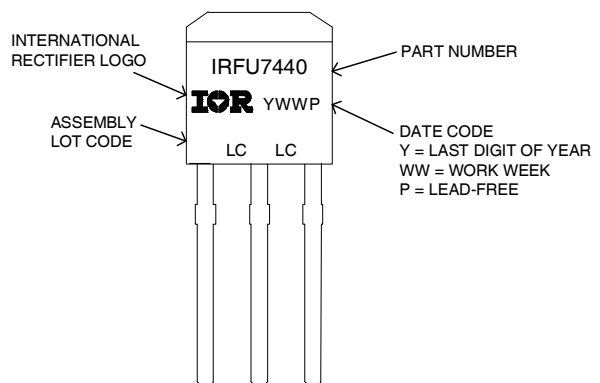 INTERNATIONAL
RECTIFIER LOGO
IRFU7440
PART NUMBER
IOR YWWP
ASSEMBLY
LOT CODE
LC LC
DATE CODE
Y = LAST DIGIT OF YEAR
WW = WORK WEEK
P = LEAD-FREE